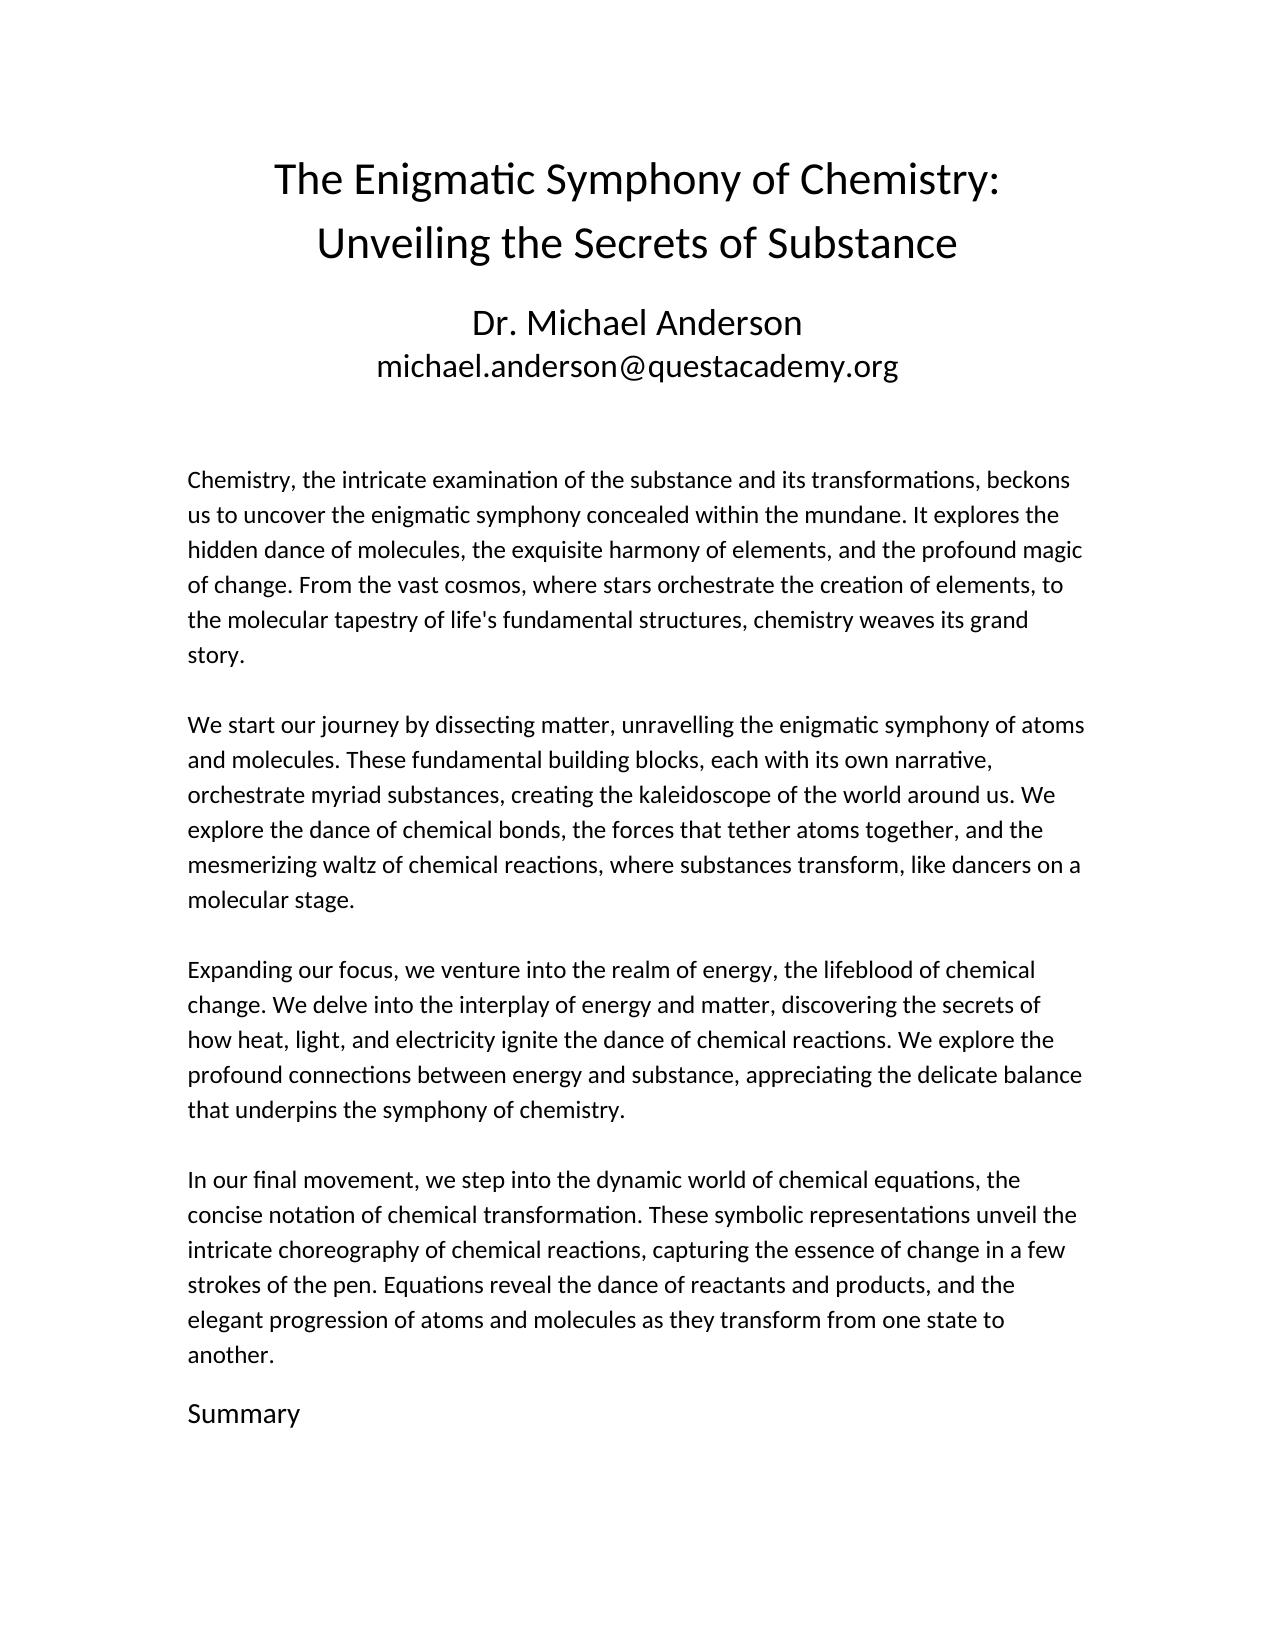 The Enigmatic Symphony of Chemistry:
Unveiling the Secrets of Substance
Dr. Michael Anderson
michael.anderson@questacademy.org
Chemistry, the intricate examination of the substance and its transformations, beckons
us to uncover the enigmatic symphony concealed within the mundane. It explores the
hidden dance of molecules, the exquisite harmony of elements, and the profound magic
of change. From the vast cosmos, where stars orchestrate the creation of elements, to
the molecular tapestry of life's fundamental structures, chemistry weaves its grand
story.
We start our journey by dissecting matter, unravelling the enigmatic symphony of atoms
and molecules. These fundamental building blocks, each with its own narrative,
orchestrate myriad substances, creating the kaleidoscope of the world around us. We
explore the dance of chemical bonds, the forces that tether atoms together, and the
mesmerizing waltz of chemical reactions, where substances transform, like dancers on a
molecular stage.
Expanding our focus, we venture into the realm of energy, the lifeblood of chemical
change. We delve into the interplay of energy and matter, discovering the secrets of
how heat, light, and electricity ignite the dance of chemical reactions. We explore the
profound connections between energy and substance, appreciating the delicate balance
that underpins the symphony of chemistry.
In our final movement, we step into the dynamic world of chemical equations, the
concise notation of chemical transformation. These symbolic representations unveil the
intricate choreography of chemical reactions, capturing the essence of change in a few
strokes of the pen. Equations reveal the dance of reactants and products, and the
elegant progression of atoms and molecules as they transform from one state to
another.
Summary